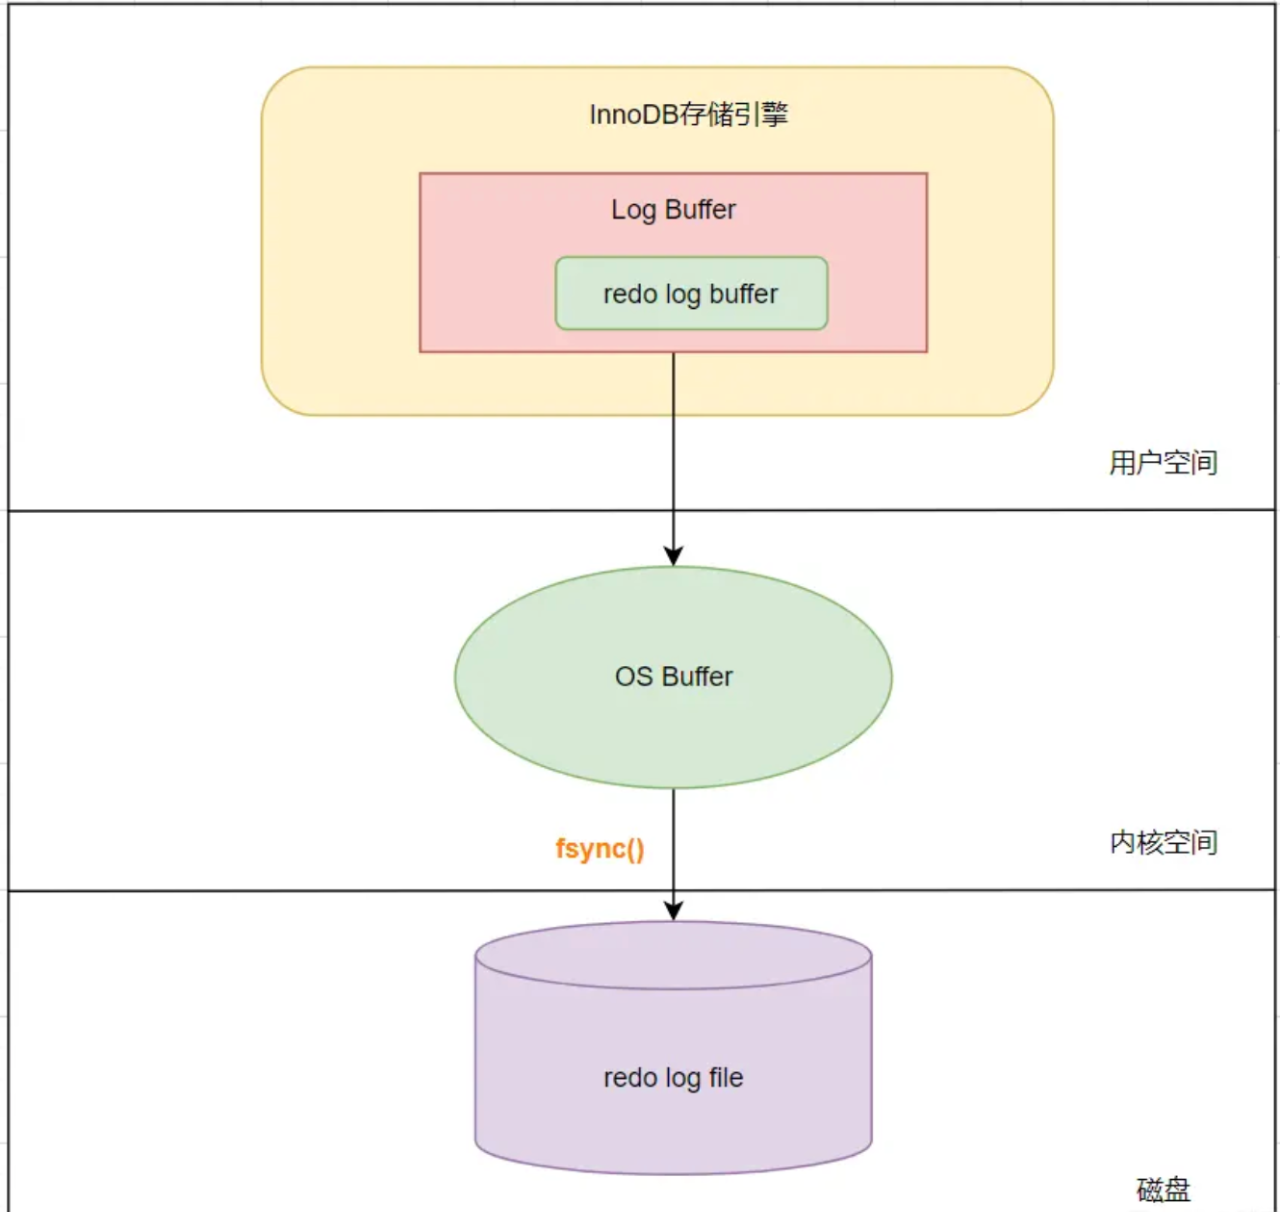 InnoDB存储引擎
Log Buffer
redo log buffer
用户空间
OS Buffer
fsync()
内核空间
redo log file
磁盘